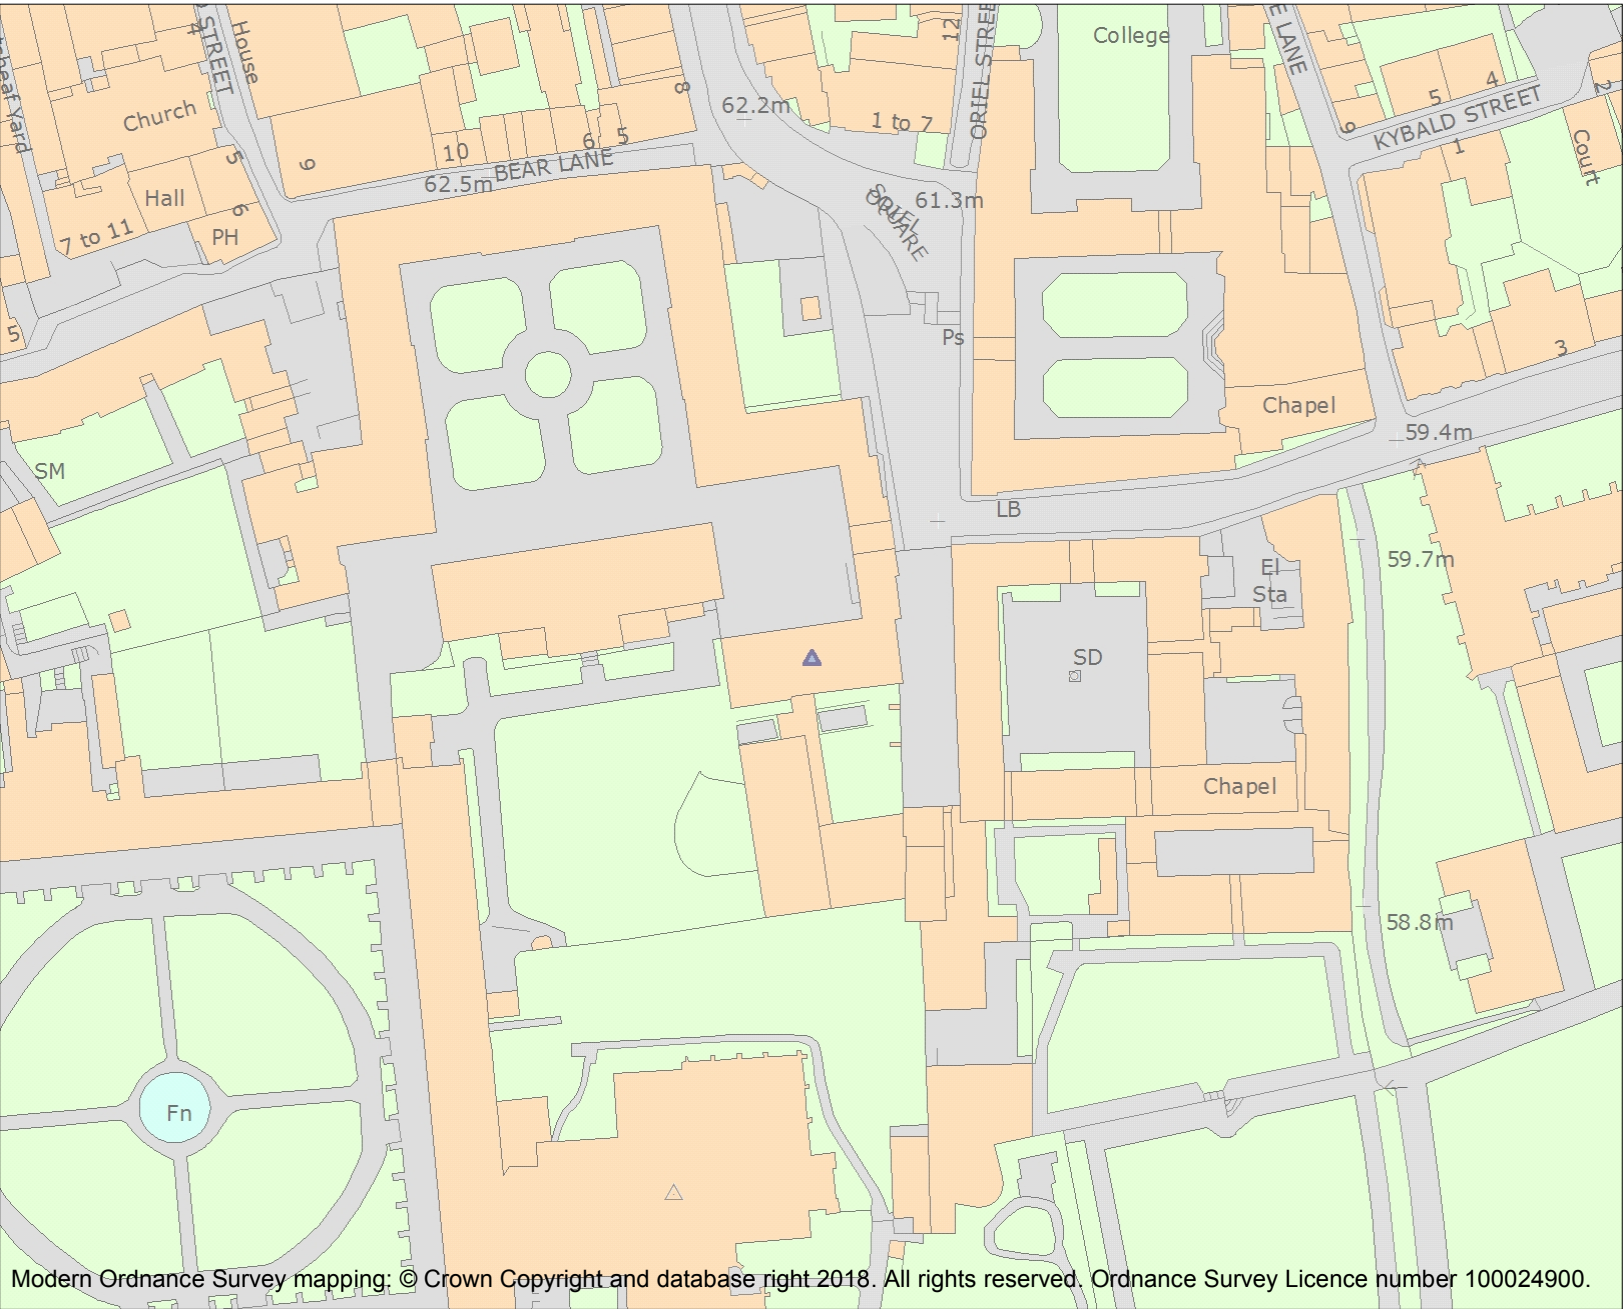 STREET
House
12
ORIEL STREE
College
E LANE
4
5
4
2
8
62.2m
KYBALD STREET
Church
1 to 7
9
1
Court
5
9
10
6
5
BEAR LANE
62.5m
Hall
6
7 to 11
PH
ORIEL
SQUARE
61.3m
5
Ps
3
Chapel
59.4m
SM
LB
59.7m
El
Sta
SD
Chapel
58.8m
Fn
Modern Ordnance Survey mapping: © Crown Copyright and database right 2018. All rights reserved. Ordnance Survey Licence number 100024900.